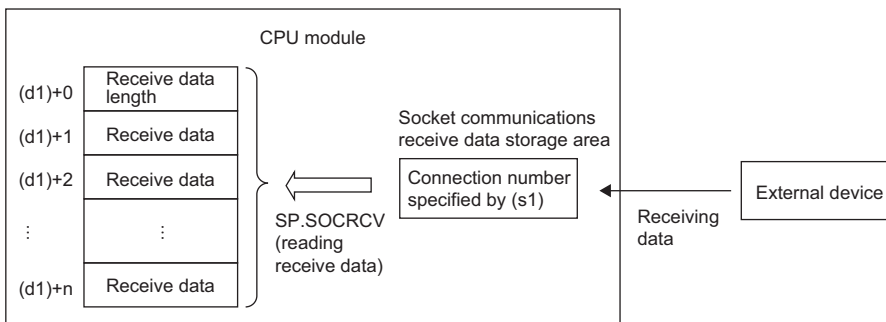 CPU module
(d1)+0
Receive data
length
(d1)+1
Receive data
(d1)+2
Receive data
⋮
⋮
(d1)+n
Receive data
SP.SOCRCV
(reading
receive data)
Socket communications
receive data storage area
Connection number
specified by (s1)
Receiving
data
External device